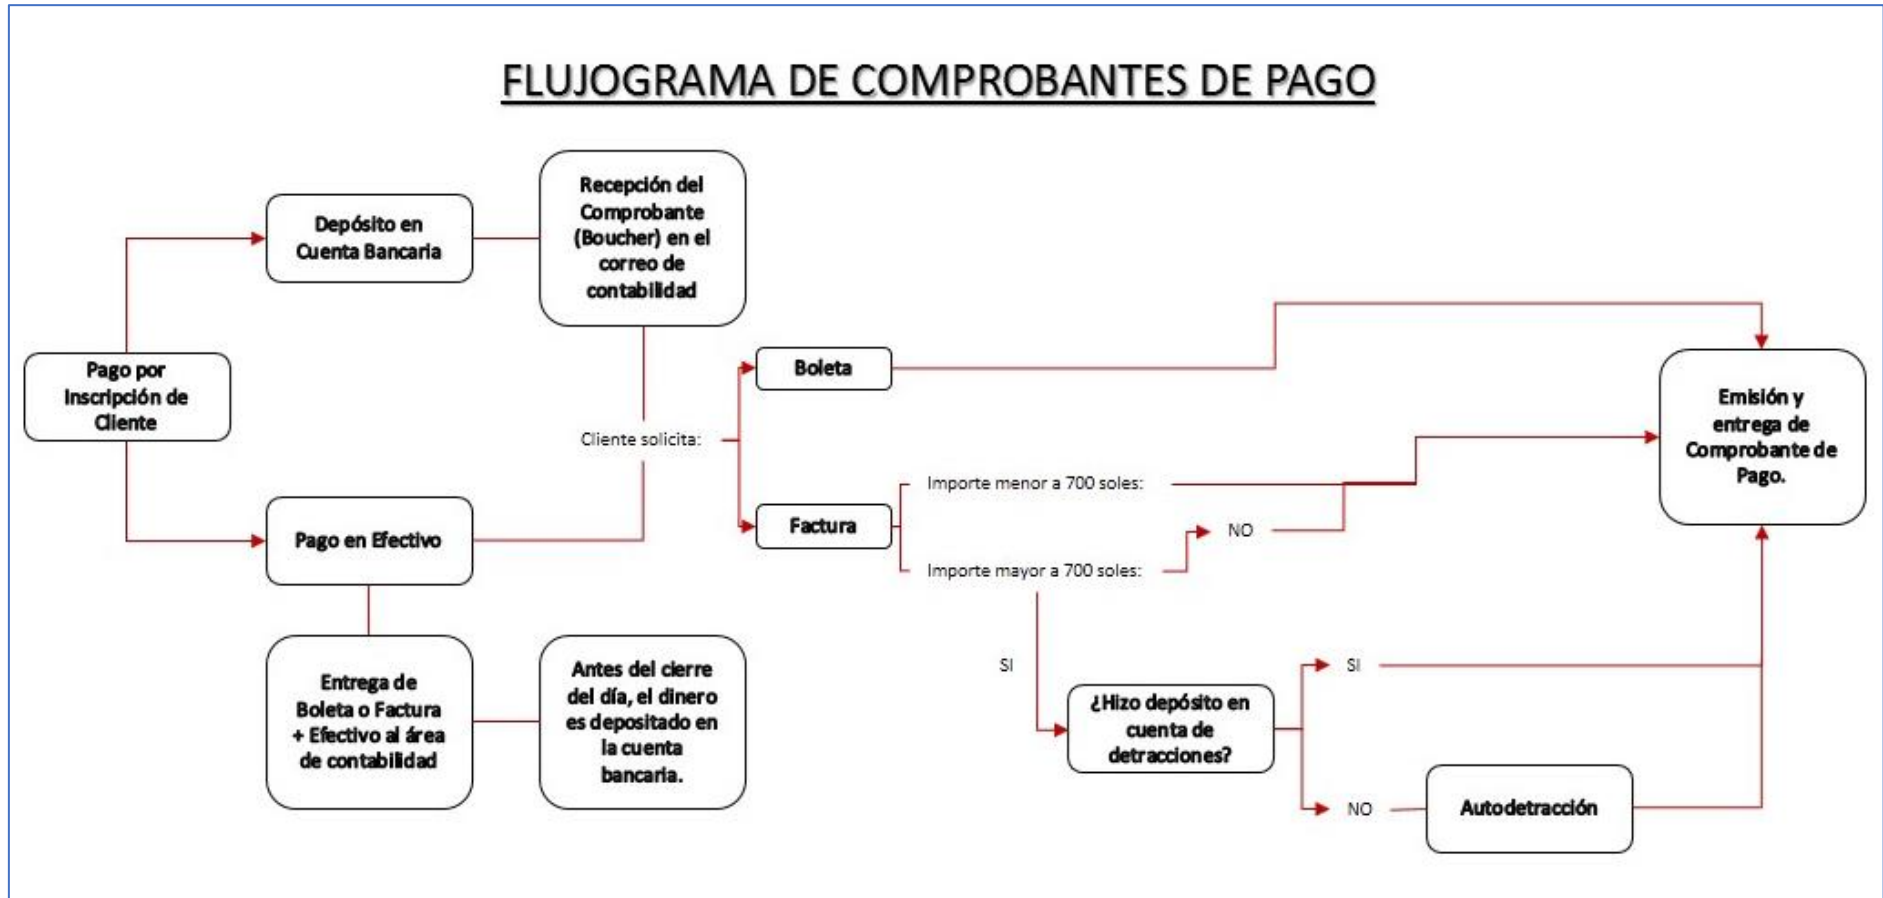 FLUJOGRAMA DE COMPROBANTES DE PAGO
Recepción del
Comprobante
(Boucher) en el
correo de
contabilidad
Depósito en
Cuenta Bancaria
Pago por
Inscripción de
Cliente
Pago en Efectivo
Entrega de
Boleta o Factura
+ Efectivo al área
de contabilidad
Antes del cierre
del día, el dinero
es depositado en
la cuenta
bancaria.
Cliente solicita:
Boleta
Factura
Importe menor a 700 soles:
Importe mayor a 700 soles:
NO
SI
¿Hizo depósito en
cuenta de
detracciones?
SI
NO
Autodetracción
Emisión y
entrega de
Comprobante de
Pago.